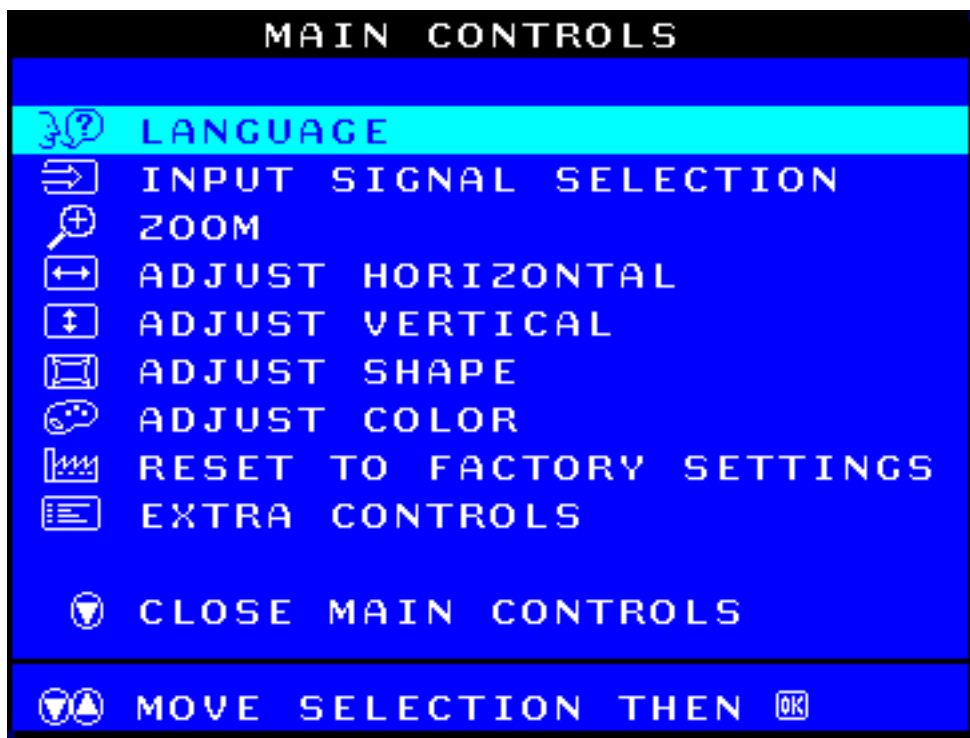 MAIN CONTROLS
LANGUAGE
INPUT SIGNAL SELECTION
ZOOM
ADJUST HORIZONTAL
ADJUST VERTICAL
ADJUST SHAPE
ADJUST COLOR
RESET TO FACTORY SETTINGS
EXTRA CONTROLS
CLOSE MAIN CONTROLS
MOVE SELECTION THEN OK